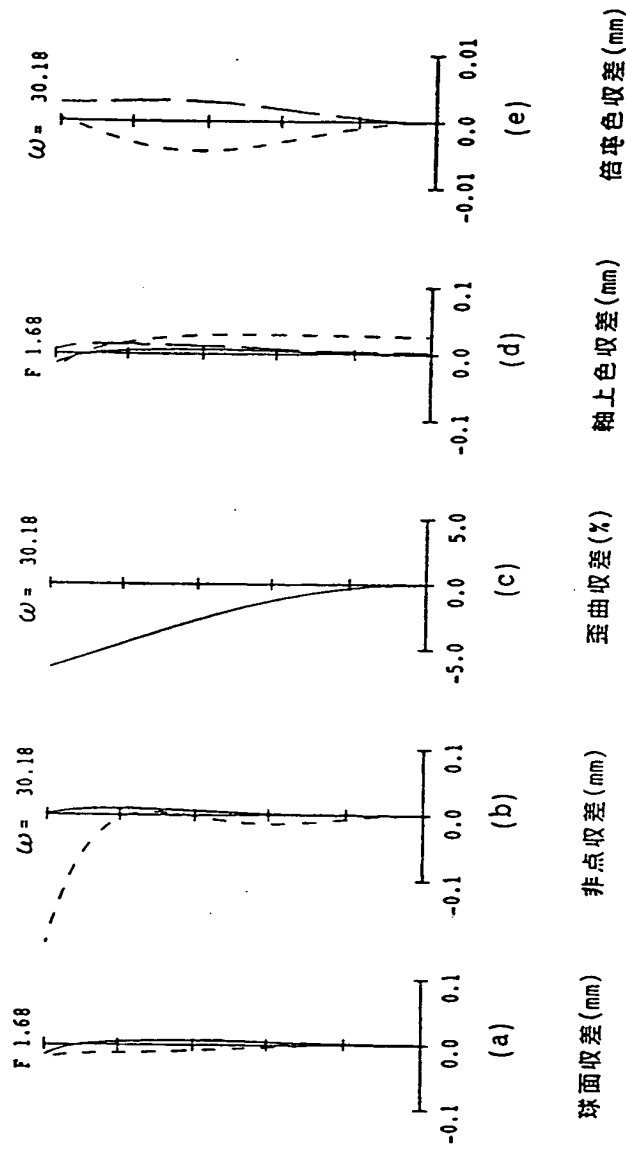 F 1.68
-0.1 0.0 0.1
(a)
球面収差(mm)
ω= 30.18
-0.1 0.0 0.1
(b)
非点収差(mm)
ω= 30.18
-5.0 0.0 5.0
(c)
歪曲収差(%)
F 1.68
-0.1 0.0 0.1
(d)
軸上色収差(mm)
ω= 30.18
-0.01 0.0 0.01
(e)
倍率色収差(mm)